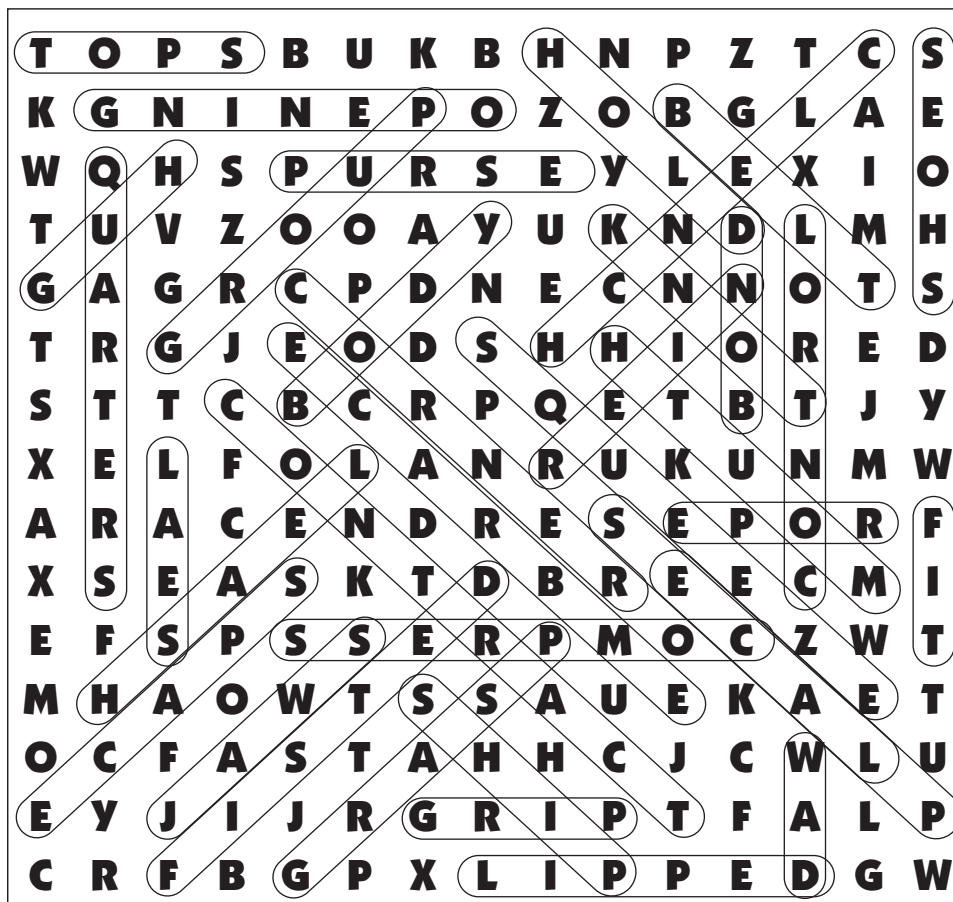 T O P S B U K B H N P Z T C S
K G N I N E P O Z O B G L A E
W Q H S P U R S E Y L E X I O
T U V Z O O A Y U K N D L M H
G A G R C P D N E C N N O T S
T R G J E O D S H H I O R E D
S T T C B C R P Q E T B T J Y
X E L F O L A N R U K U N M W
A R A C E N D R E S E P O R F
X S E A S K T D B R E E C M I
E F S P S S E R P M O C Z W T
M H A O W T S S A U E K A E T
O C F A S T A H H C J C W L U
E Y J I J R G R I P T F A L P
C R F B G P X L I P P E D G W